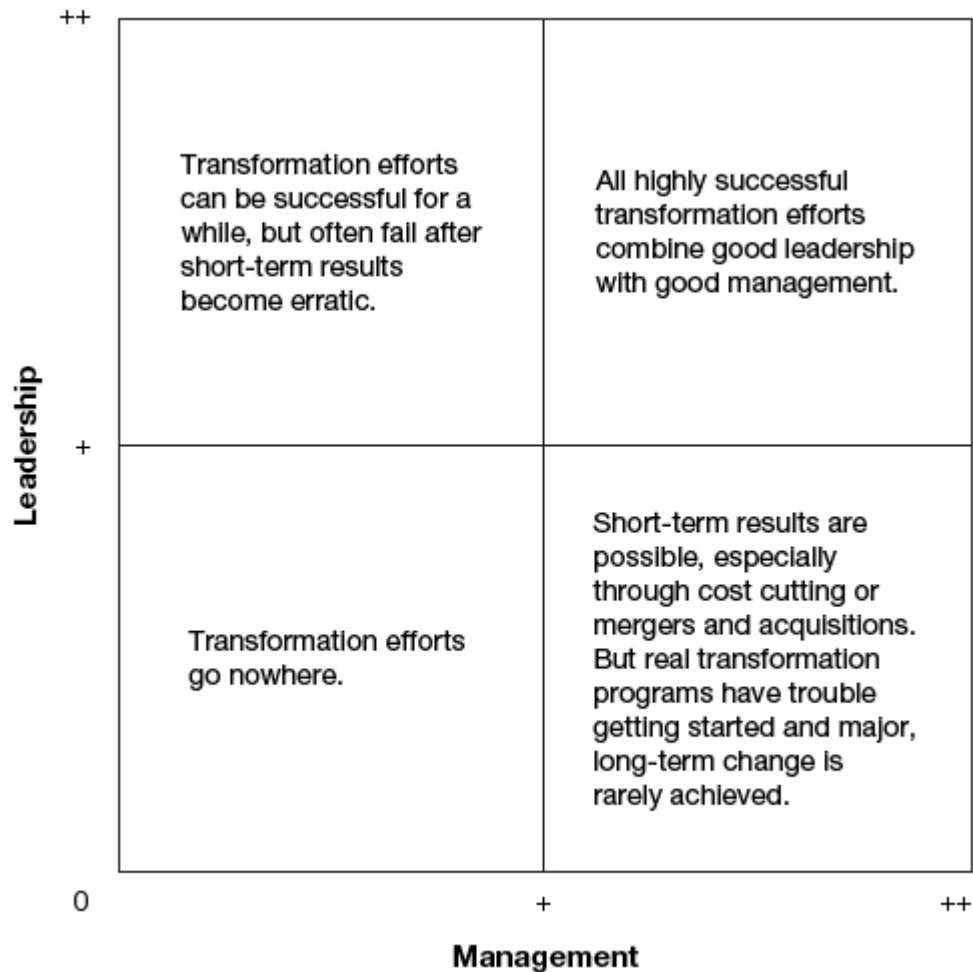 ++
Transformation efforts
can be successful for a
while, but often fail after
short-term results
become erratic.
All highly successful
transformation efforts
combine good leadership
with good management.
Leadership
+
Transformation efforts
go nowhere.
Short-term results are
possible, especially
through cost cutting or
mergers and acquisitions.
But real transformation
programs have trouble
getting started and major,
long-term change is
rarely achieved.
0
+
++
Management